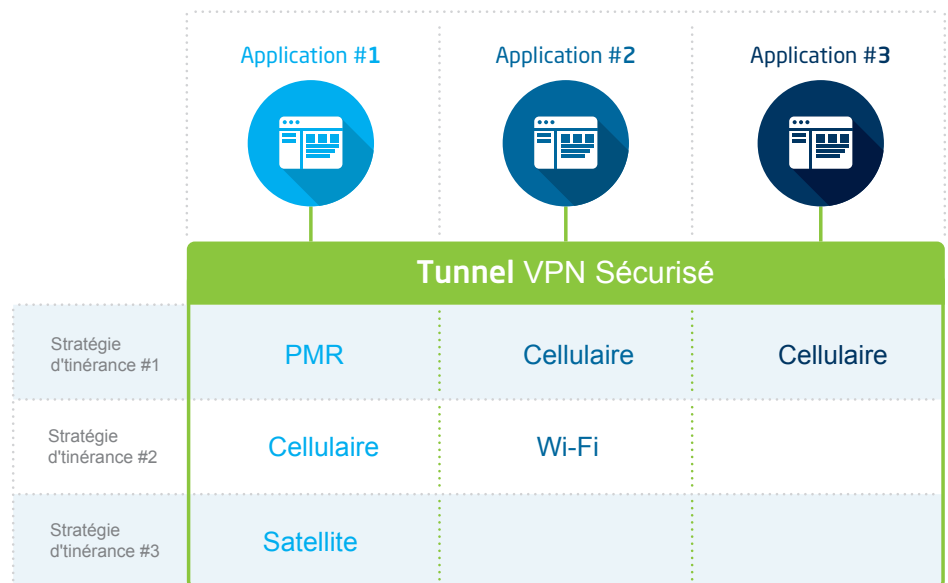 Application #1
Application #2
Application #3
Tunnel VPN Sécurisé
Stratégie
d'tinérance #1
PMR
Cellulaire
Cellulaire
Stratégie
d'tinérance #2
Cellulaire
Wi-Fi
Stratégie
d'tinérance #3
Satellite